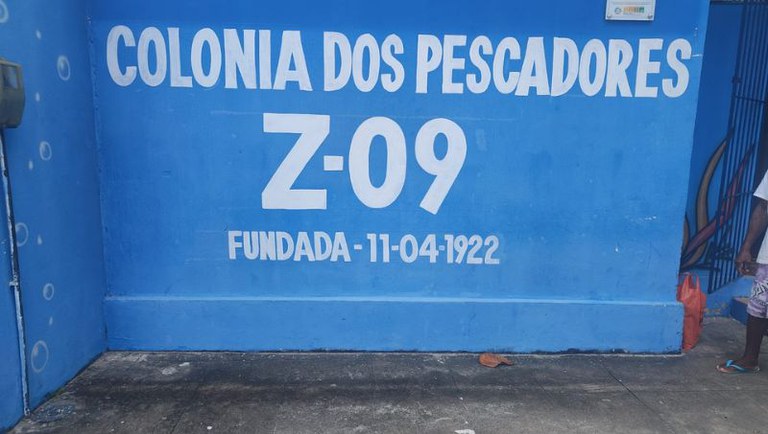 COLONIA DOS PESCADORES
Z-09
FUNDADA - 11-04-1922